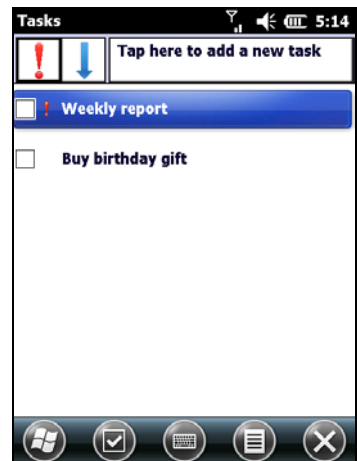 Tasks 5:14
Tap here to add a new task
Weekly report
Buy birthday gift